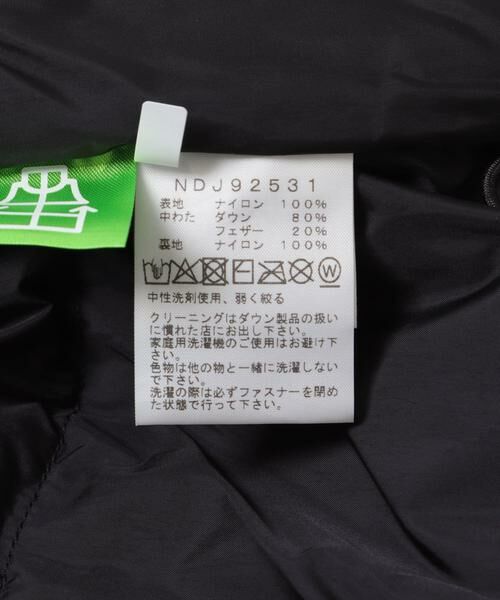 NDJ92531
表地 ナイロン 100%
中わた ダウン 80%
フェザー 20%
裏地 ナイロン 100%
W
中性洗剤使用、弱く絞る
クリーニングはダウン製品の扱い
に慣れた店にお出し下さい。
家庭用洗濯機のご使用はお避け下
さい。
色物は他の物と一緒に洗濯しない
で下さい。
洗濯の際は必ずファスナーを閉め
た状態で行って下さい。